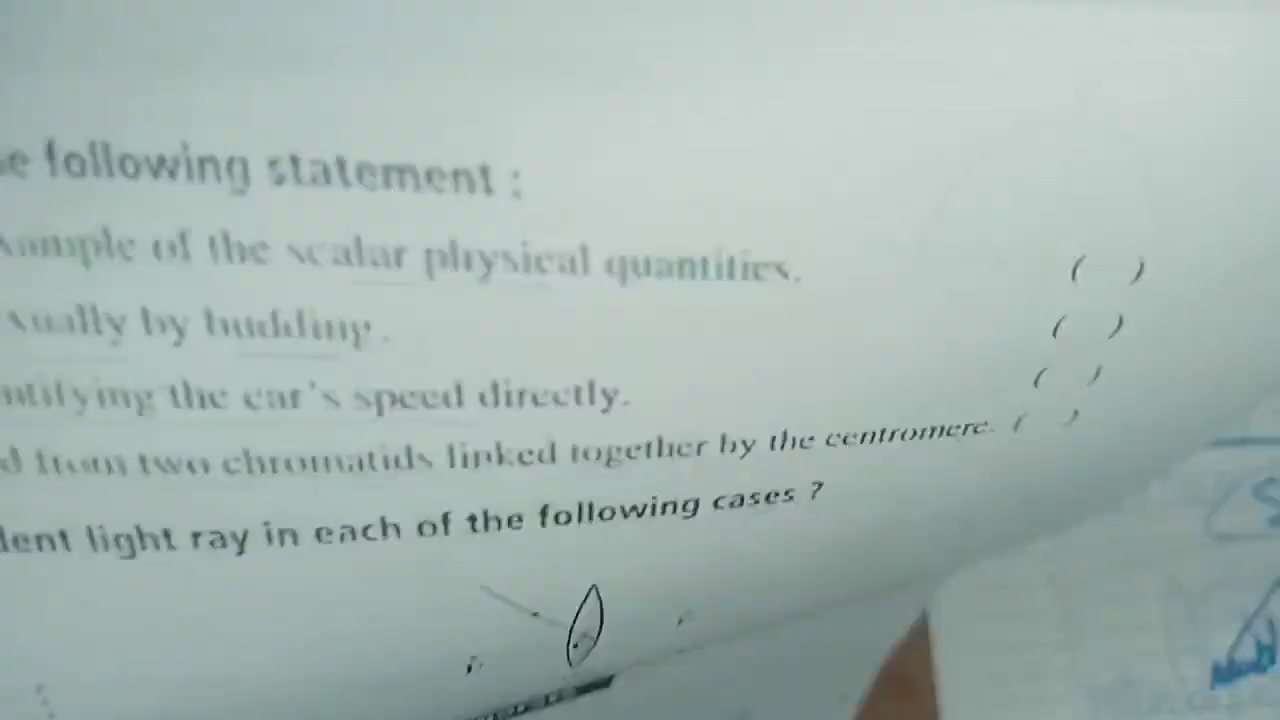 e following statement :
xample of the scalar physical quantities. ( )
xually by budding. ( )
ntifying the car's speed directly. ( )
d from two chromatids linked together by the centromere. ( )
dent light ray in each of the following cases ?
F F